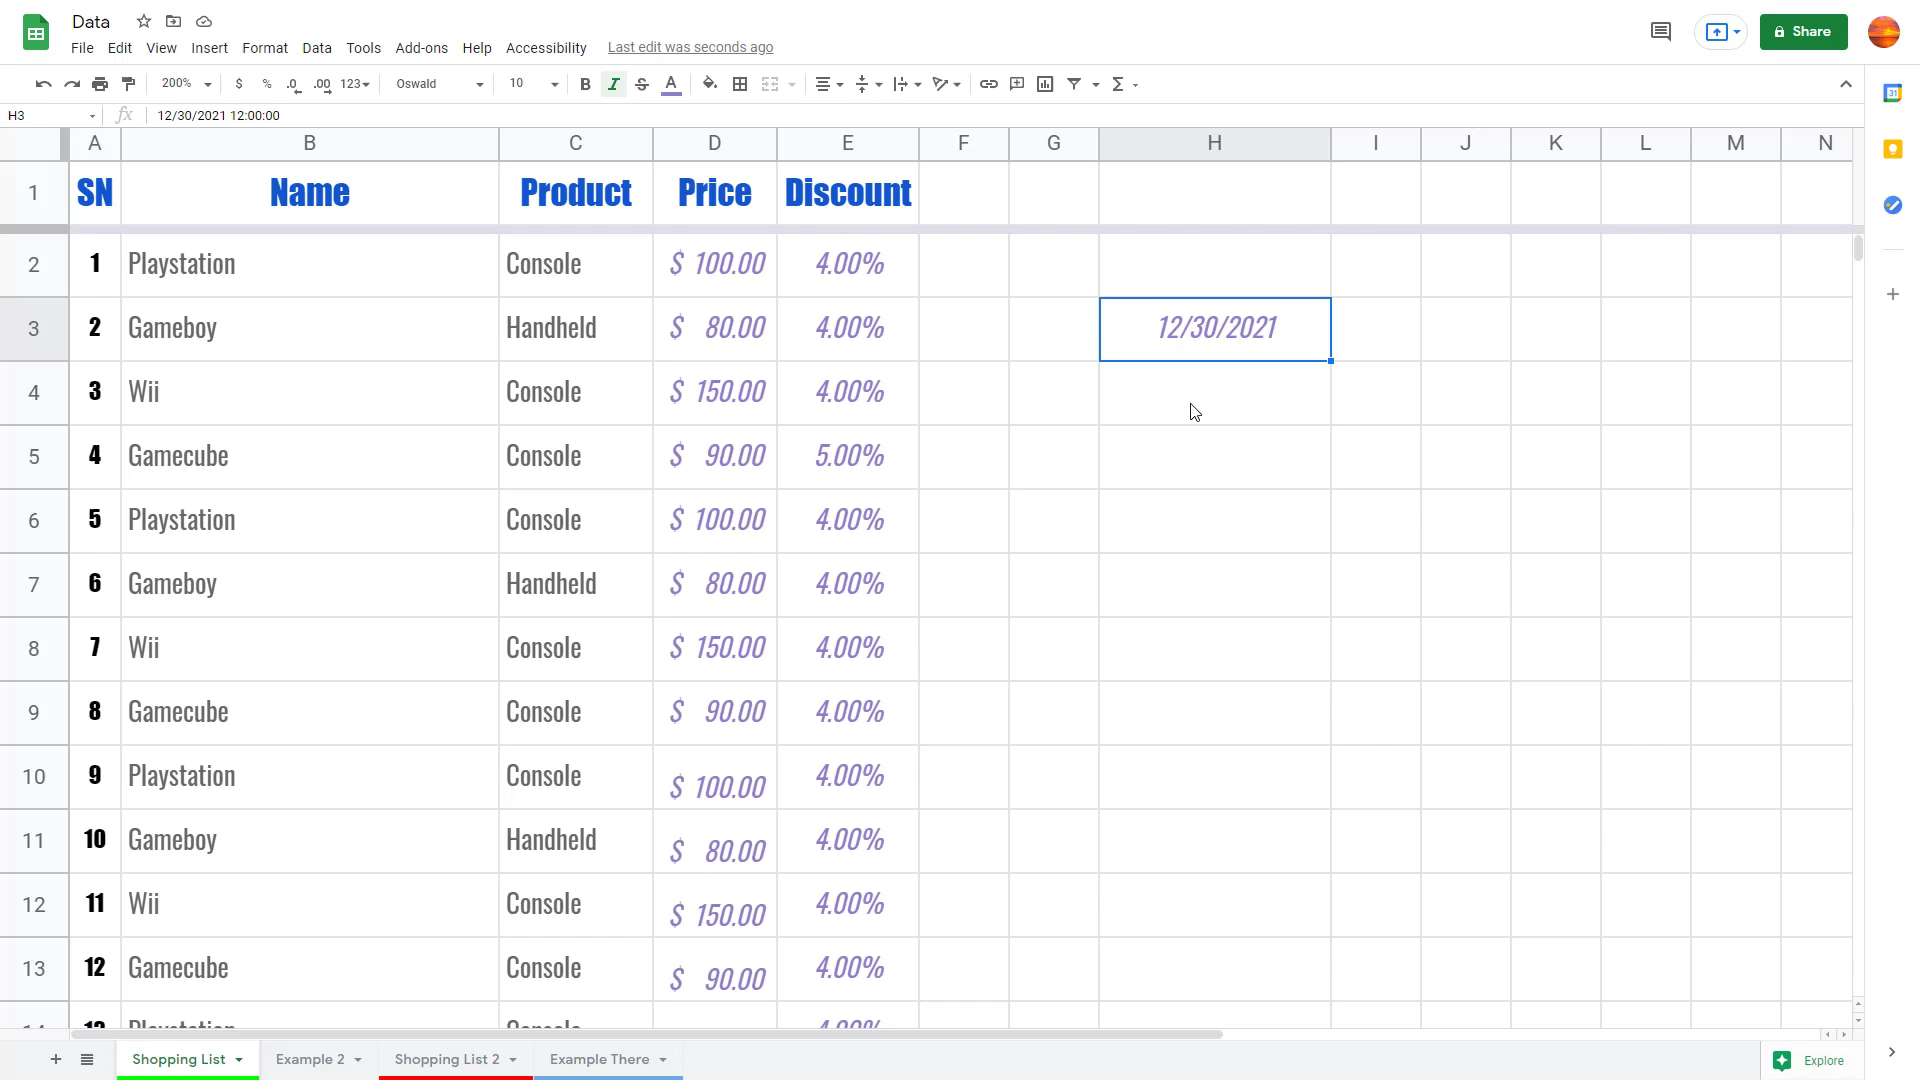 Data
File Edit View Insert Format Data Tools Add-ons Help Accessibility Last edit was seconds ago
Share
200% $ % .0 .00 123 Oswald 10 B I S A
31
H3 fx 12/30/2021 12:00:00
A B C D E F G H I J K L M N
1 SN Name Product Price Discount
2 1 Playstation Console $ 100.00 4.00%
3 2 Gameboy Handheld $ 80.00 4.00% 12/30/2021
4 3 Wii Console $ 150.00 4.00%
5 4 Gamecube Console $ 90.00 5.00%
6 5 Playstation Console $ 100.00 4.00%
7 6 Gameboy Handheld $ 80.00 4.00%
8 7 Wii Console $ 150.00 4.00%
9 8 Gamecube Console $ 90.00 4.00%
10 9 Playstation Console $ 100.00 4.00%
11 10 Gameboy Handheld $ 80.00 4.00%
12 11 Wii Console $ 150.00 4.00%
13 12 Gamecube Console $ 90.00 4.00%
Shopping List Example 2 Shopping List 2 Example There Explore